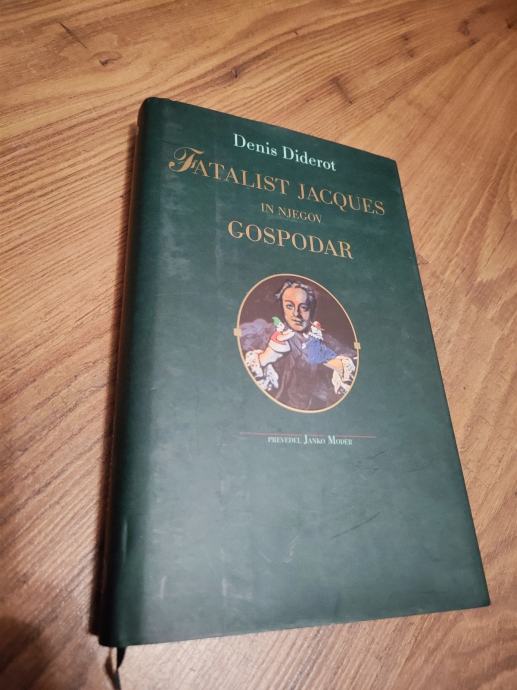 Denis Diderot
FATALIST JACQUES
IN NJEGOV
GOSPODAR
PREVEDEL JANKO MODER